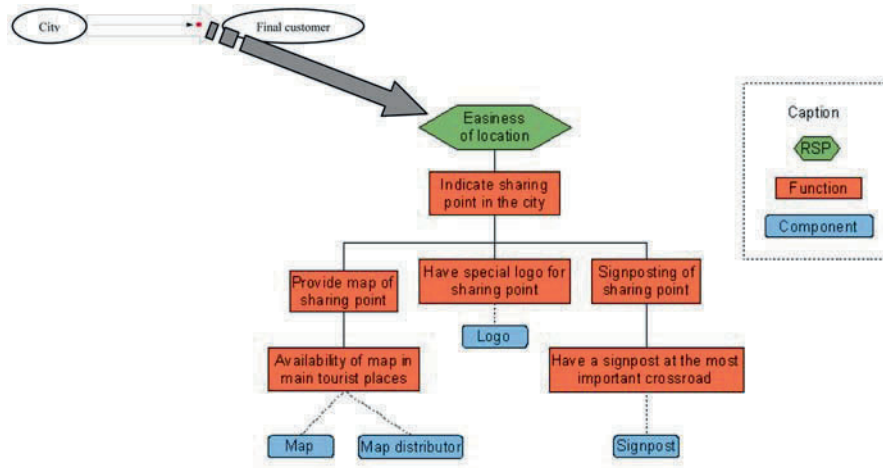 City
Final customer
Easiness
of location
Caption
RSP
Function
Component
Indicate sharing
point in the city
Provide map of
sharing point
Have special logo for
sharing point
Signposting of
sharing point
Logo
Availability of map in
main tourist places
Have a signpost at the most
important crossroad
Map
Map distributor
Signpost